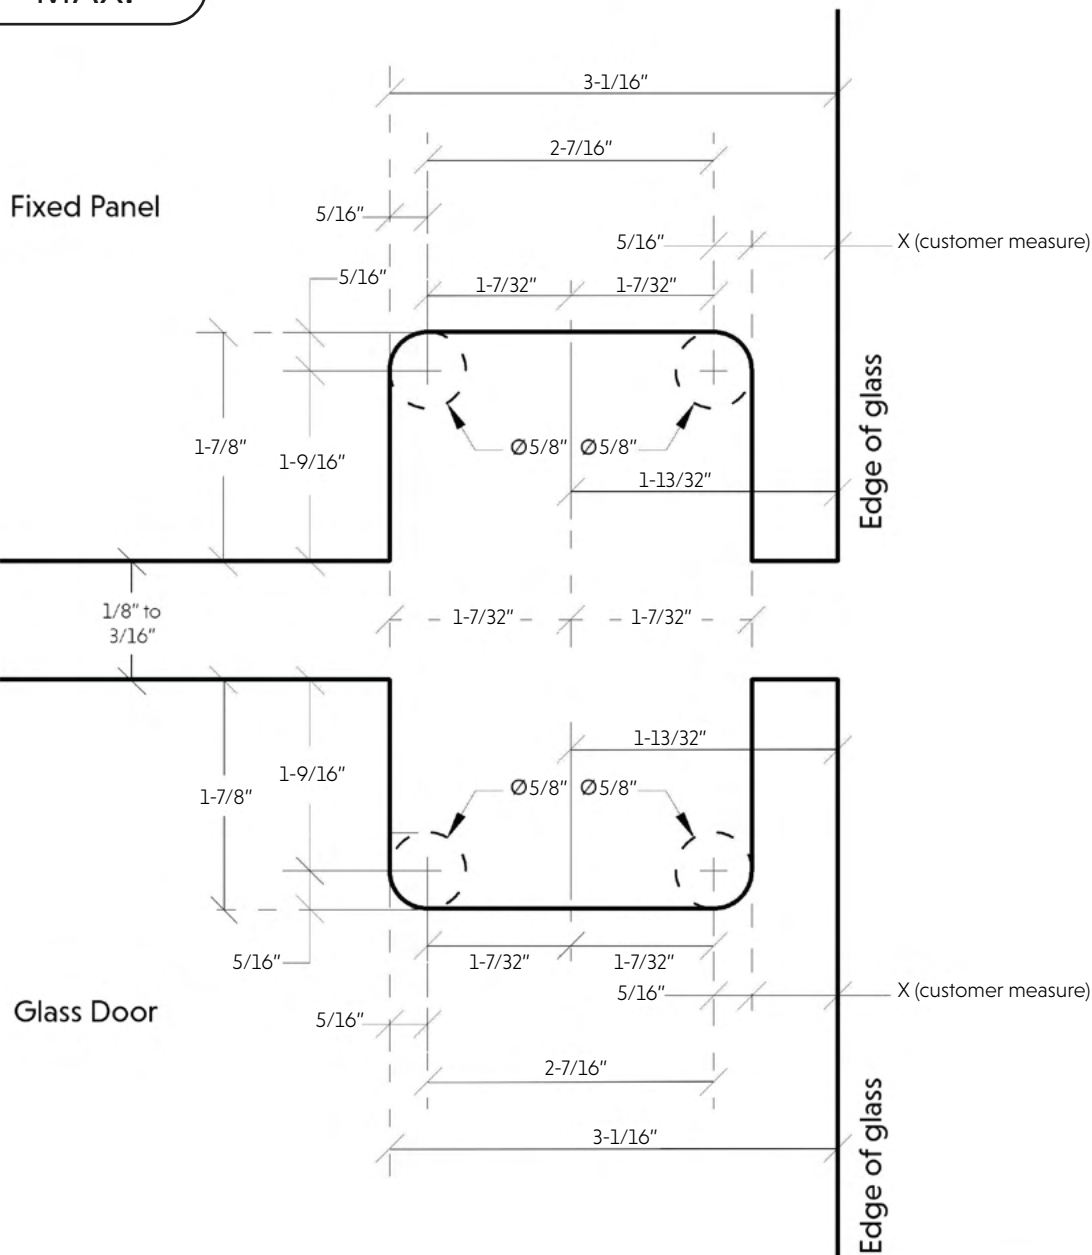 MAX.
3-1/16"
2-7/16"
Fixed Panel
5/16"
5/16"
X (customer measure)
5/16"
1-7/32"
1-7/32"
Edge of glass
1-7/8"
1-9/16"
Ø5/8"
Ø5/8"
1-13/32"
1/8" to
3/16"
1-7/32"
1-7/32"
1-13/32"
1-9/16"
1-7/8"
Ø5/8"
Ø5/8"
5/16"
1-7/32"
1-7/32"
5/16"
X (customer measure)
Glass Door
5/16"
2-7/16"
3-1/16"
Edge of glass